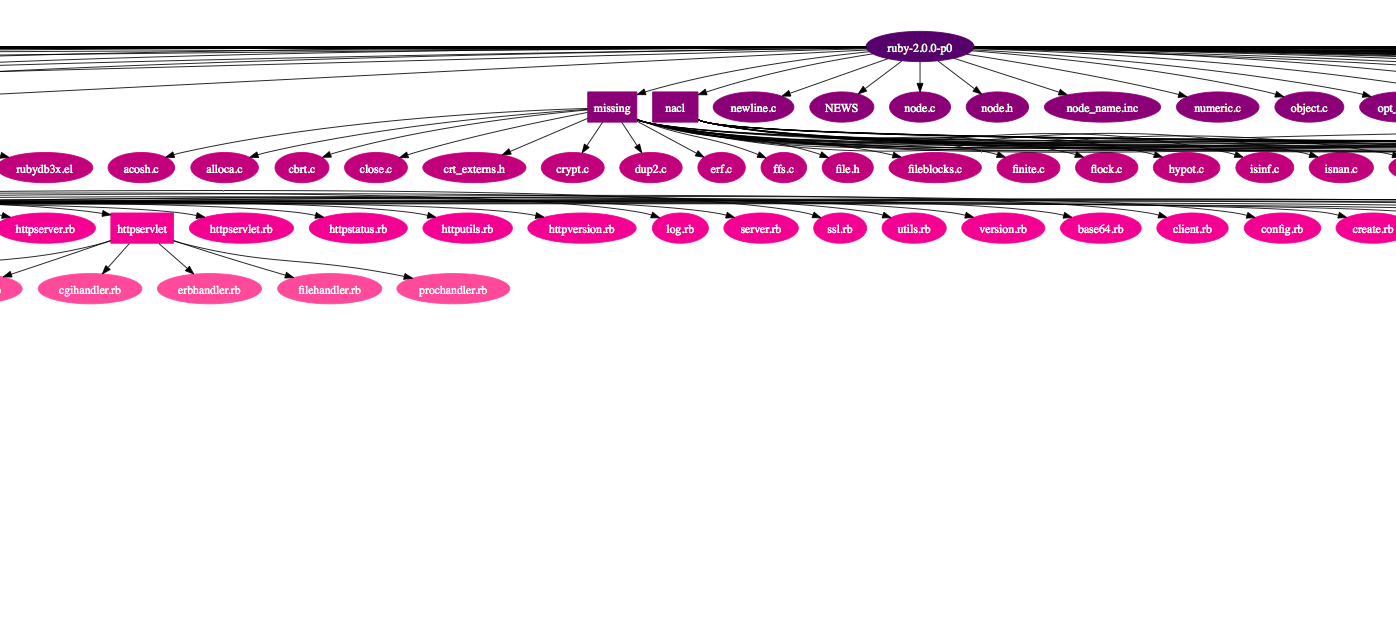 ruby-2.0.0-p0
missing nacl newline.c NEWS node.c node.h node_name.inc numeric.c object.c opt_
rubydb3x.el acosh.c alloca.c cbrt.c close.c crt_externs.h crypt.c dup2.c erf.c ffs.c file.h fileblocks.c finite.c flock.c hypot.c isinf.c isnan.c
httpserver.rb httpservlet httpservlet.rb httpstatus.rb httputils.rb httpversion.rb log.rb server.rb ssl.rb utils.rb version.rb base64.rb client.rb config.rb create.rb
cgihandler.rb erbhandler.rb filehandler.rb prochandler.rb